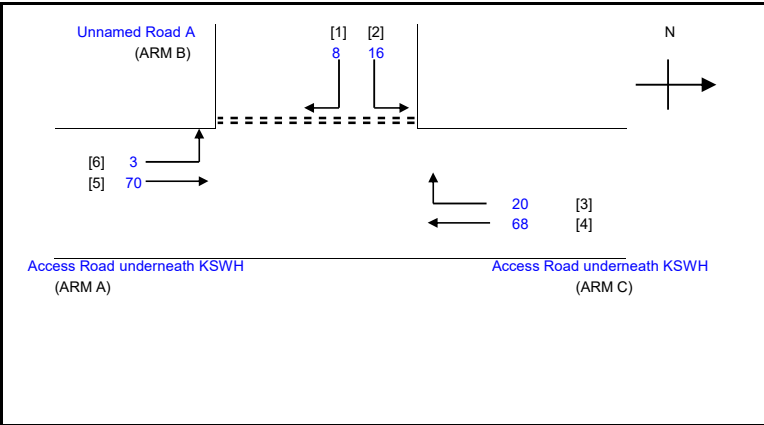 Unnamed Road A [1] [2] N
(ARM B) 8 16
[6] 3
[5] 70
20 [3]
68 [4]
Access Road underneath KSWH Access Road underneath KSWH
(ARM A) (ARM C)